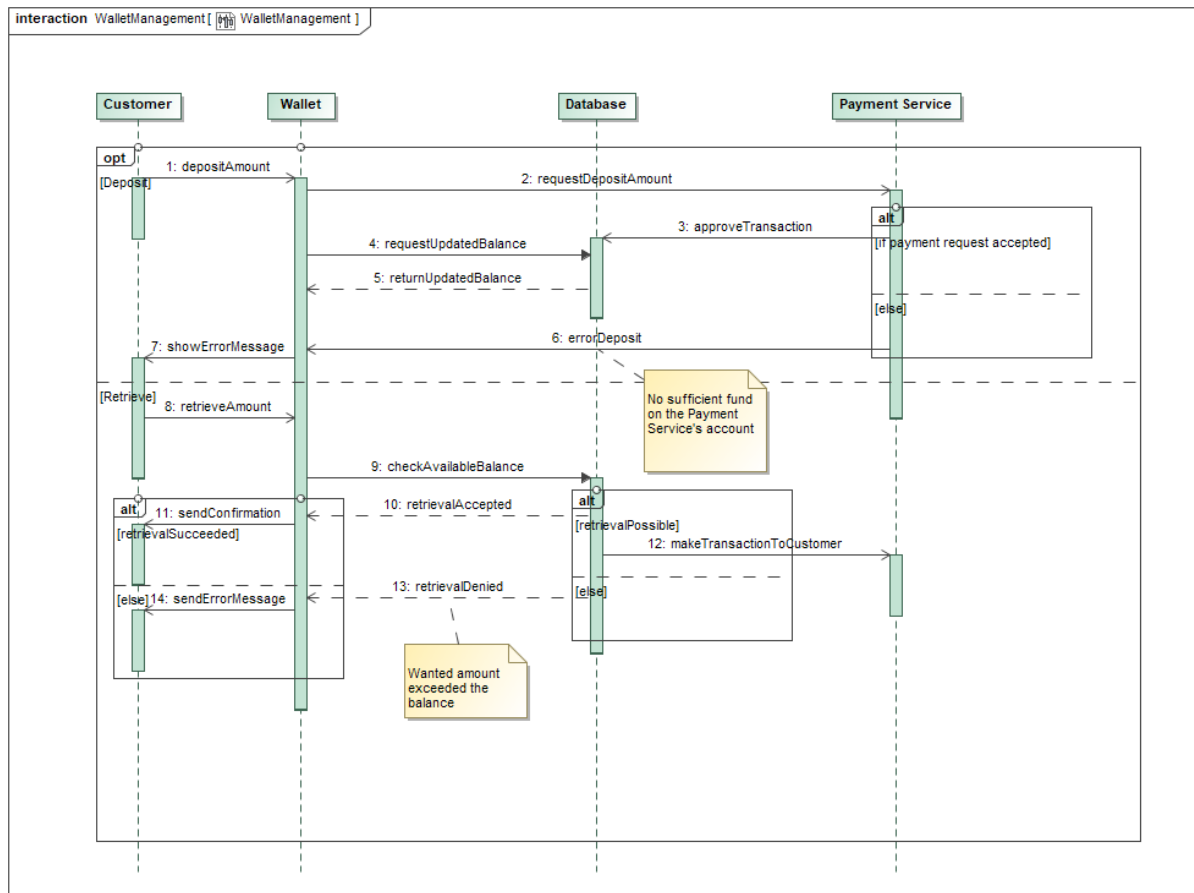 interaction WalletManagement [ WalletManagement ]
Customer
Wallet
Database
Payment Service
opt
1: depositAmount
[Deposit]
2: requestDepositAmount
alt
3: approveTransaction
[if payment request accepted]
4: requestUpdatedBalance
5: returnUpdatedBalance
[else]
6: errorDeposit
7: showErrorMessage
[Retrieve]
8: retrieveAmount
No sufficient fund
on the Payment
Service's account
9: checkAvailableBalance
alt
10: retrievalAccepted
alt
11: sendConfirmation
[retrievalSucceeded]
[retrievalPossible]
12: makeTransactionToCustomer
13: retrievalDenied
[else]
[else]
14: sendErrorMessage
Wanted amount
exceeded the
balance